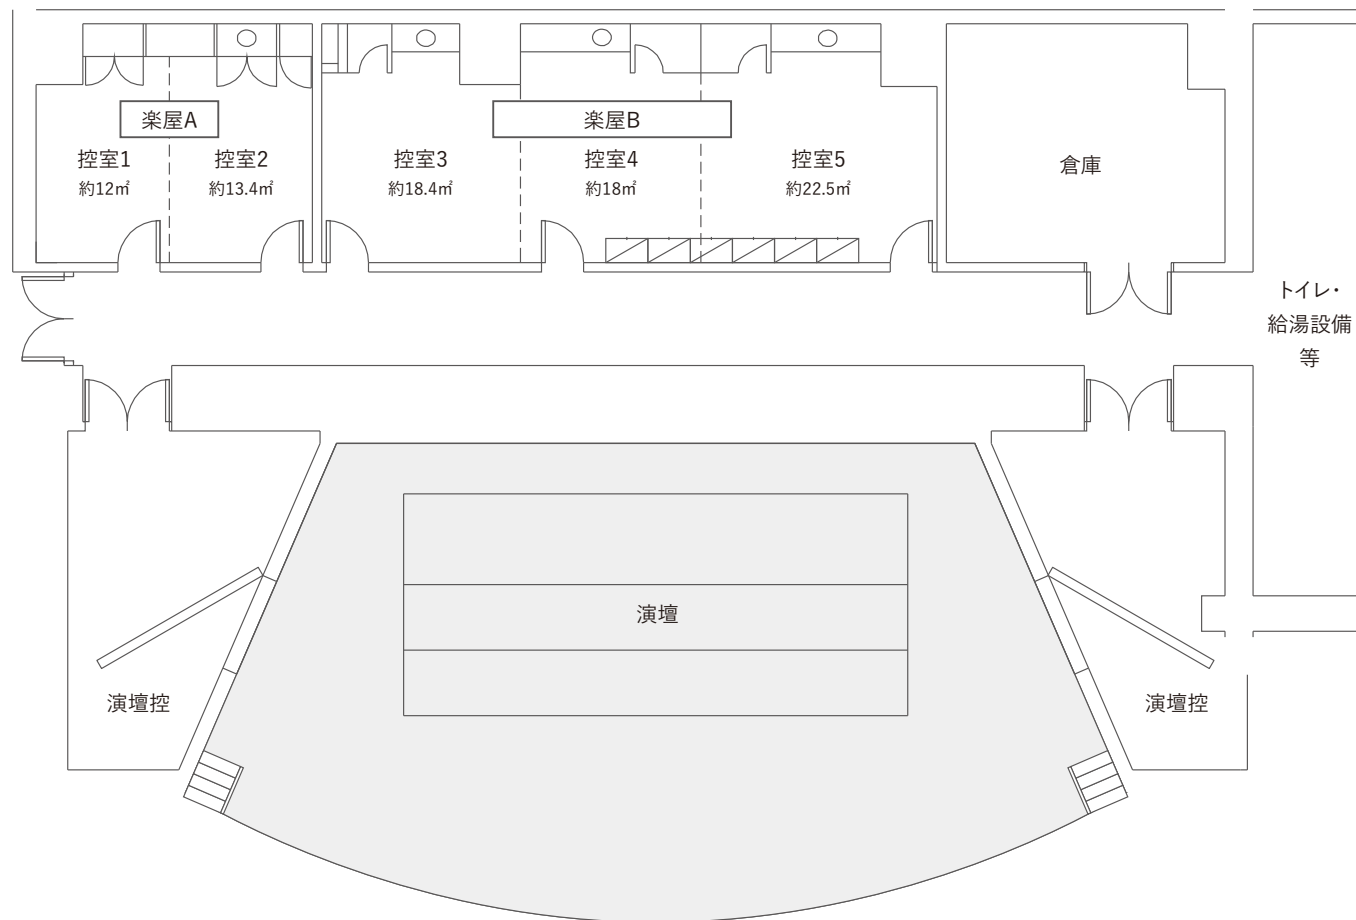 楽屋A
楽屋B
控室1
約12㎡
控室2
約13.4㎡
控室3
約18.4㎡
控室4
約18㎡
控室5
約22.5㎡
倉庫
トイレ・
給湯設備
等
演壇
演壇控
演壇控